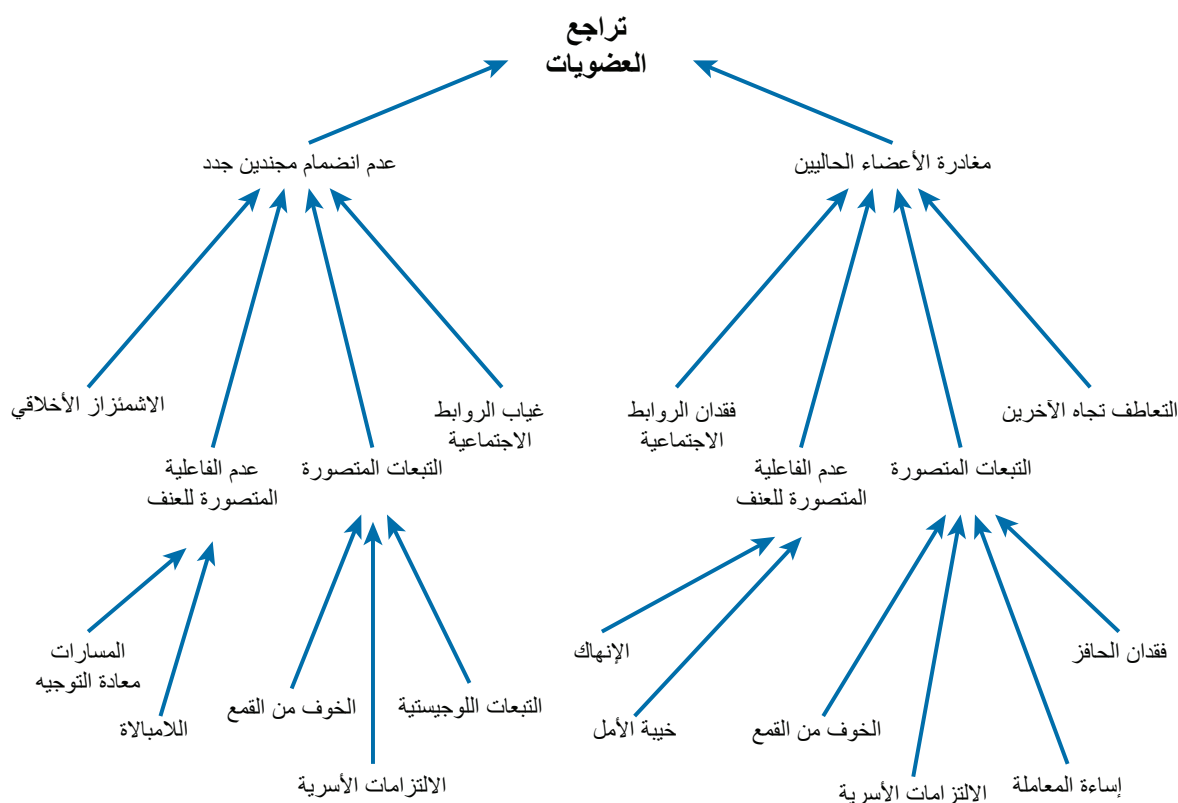 تراجع
العضويات
مغادرة الأعضاء الحاليين
عدم انضمام مجندين جدد
التعاطف تجاه الآخرين
فقدان الروابط
الاجتماعية
غياب الروابط
الاجتماعية
الاشمئزاز الأخلاقي
التبعات المتصورة
عدم الفاعلية
المتصورة للعنف
التبعات المتصورة
عدم الفاعلية
المتصورة للعنف
فقدان الحافز
الإنهاك
المسارات
معادة التوجيه
إساءة المعاملة
الالتزامات الأسرية
الخوف من القمع
خيبة الأمل
التبعات اللوجيستية
الخوف من القمع
اللامبالاة
الالتزامات الأسرية